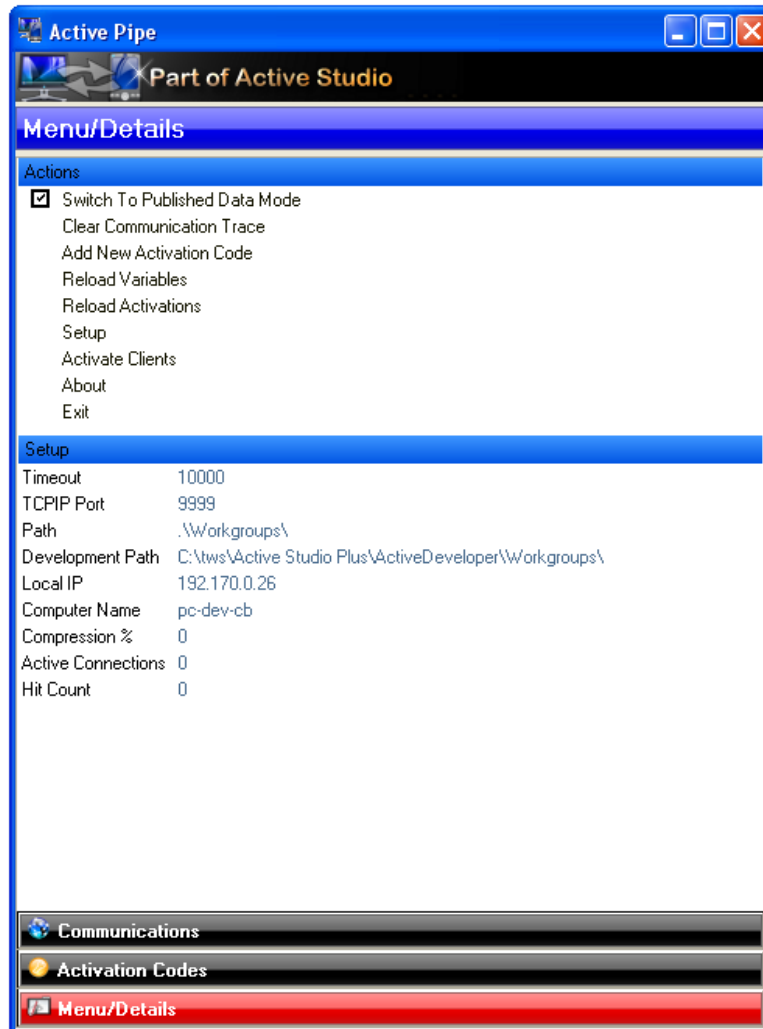 Active Pipe
Part of Active Studio
Menu/Details
Actions
Switch To Published Data Mode
Clear Communication Trace
Add New Activation Code
Reload Variables
Reload Activations
Setup
Activate Clients
About
Exit
Setup
Timeout 10000
TCPIP Port 9999
Path .\Workgroups\
Development Path C:\tws\Active Studio Plus\ActiveDeveloper\Workgroups\
Local IP 192.170.0.26
Computer Name pc-dev-cb
Compression % 0
Active Connections 0
Hit Count 0
Communications
Activation Codes
Menu/Details